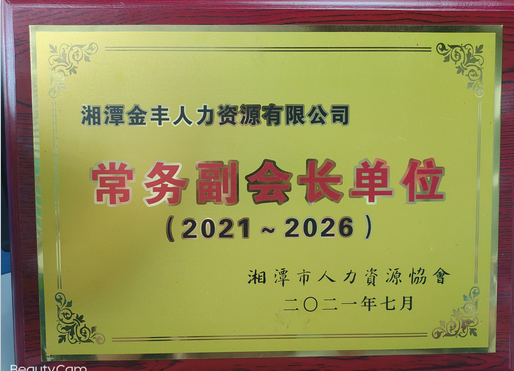 湘潭金丰人力资源有限公司
常务副会长单位
(2021~2026)
湘潭市人力資源協會
二〇二一年七月
BeautyCam